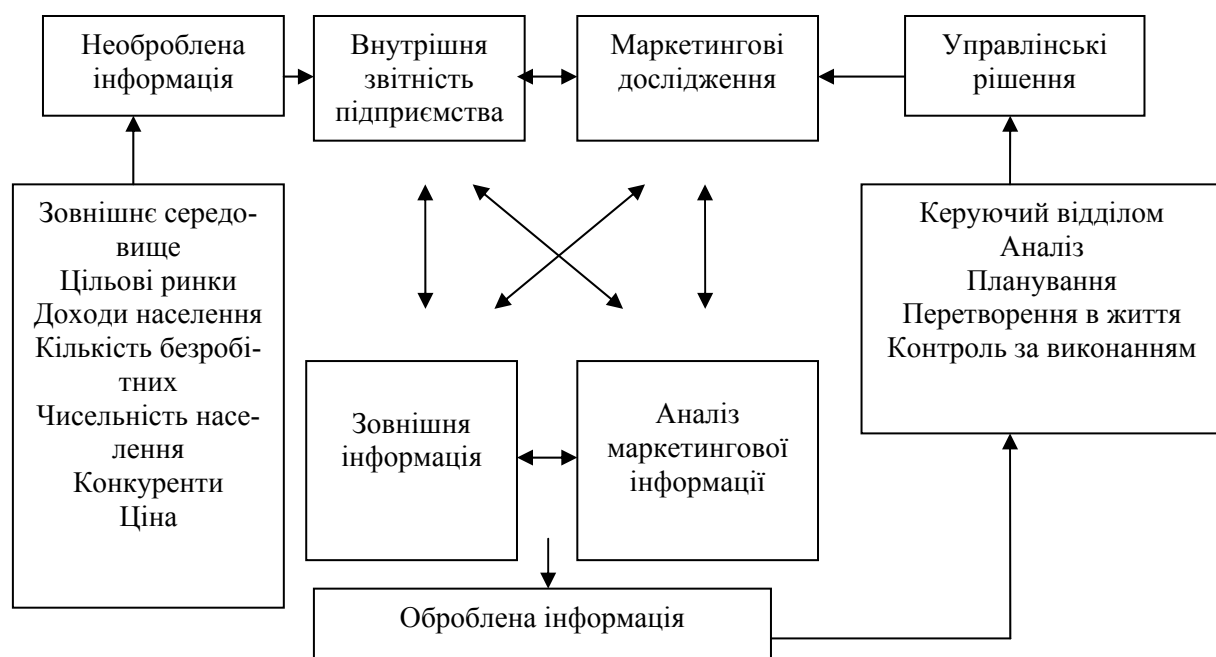 Необроблена
інформація
Внутрішня
звітність
підприємства
Маркетингові
дослідження
Управлінські
рішення
Зовнішнє середо-
вище
Цільові ринки
Доходи населення
Кількість безробі-
тних
Чисельність насе-
лення
Конкуренти
Ціна
Керуючий відділом
Аналіз
Планування
Перетворення в життя
Контроль за виконанням
Зовнішня
інформація
Аналіз
маркетингової
інформації
Оброблена інформація